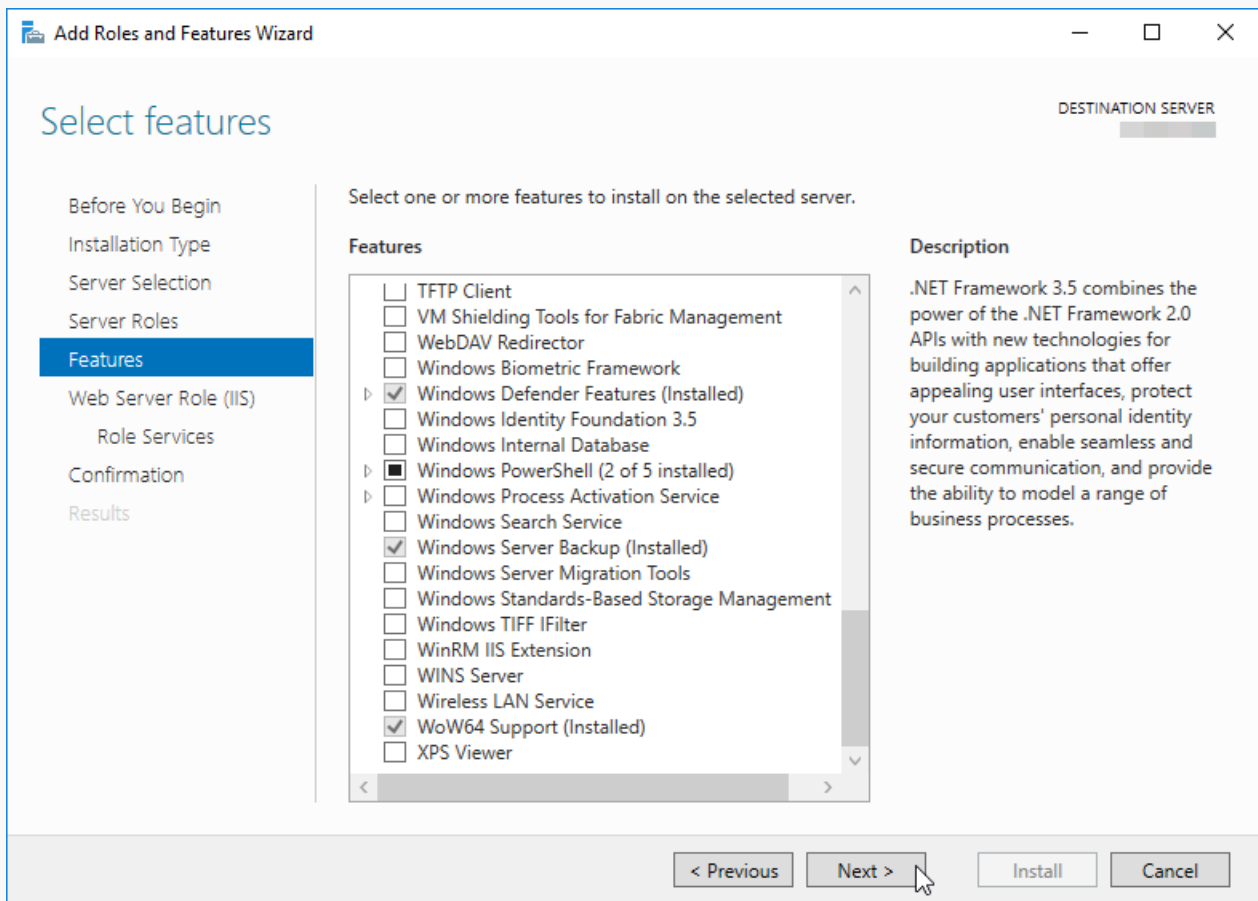 Add Roles and Features Wizard
Select features
DESTINATION SERVER
Before You Begin
Installation Type
Server Selection
Server Roles
Features
Web Server Role (IIS)
Role Services
Confirmation
Results
Select one or more features to install on the selected server.
Features
TFTP Client
VM Shielding Tools for Fabric Management
WebDAV Redirector
Windows Biometric Framework
Windows Defender Features (Installed)
Windows Identity Foundation 3.5
Windows Internal Database
Windows PowerShell (2 of 5 installed)
Windows Process Activation Service
Windows Search Service
Windows Server Backup (Installed)
Windows Server Migration Tools
Windows Standards-Based Storage Management
Windows TIFF IFilter
WinRM IIS Extension
WINS Server
Wireless LAN Service
WoW64 Support (Installed)
XPS Viewer
Description
.NET Framework 3.5 combines the
power of the .NET Framework 2.0
APIs with new technologies for
building applications that offer
appealing user interfaces, protect
your customers' personal identity
information, enable seamless and
secure communication, and provide
the ability to model a range of
business processes.
< Previous
Next >
Install
Cancel